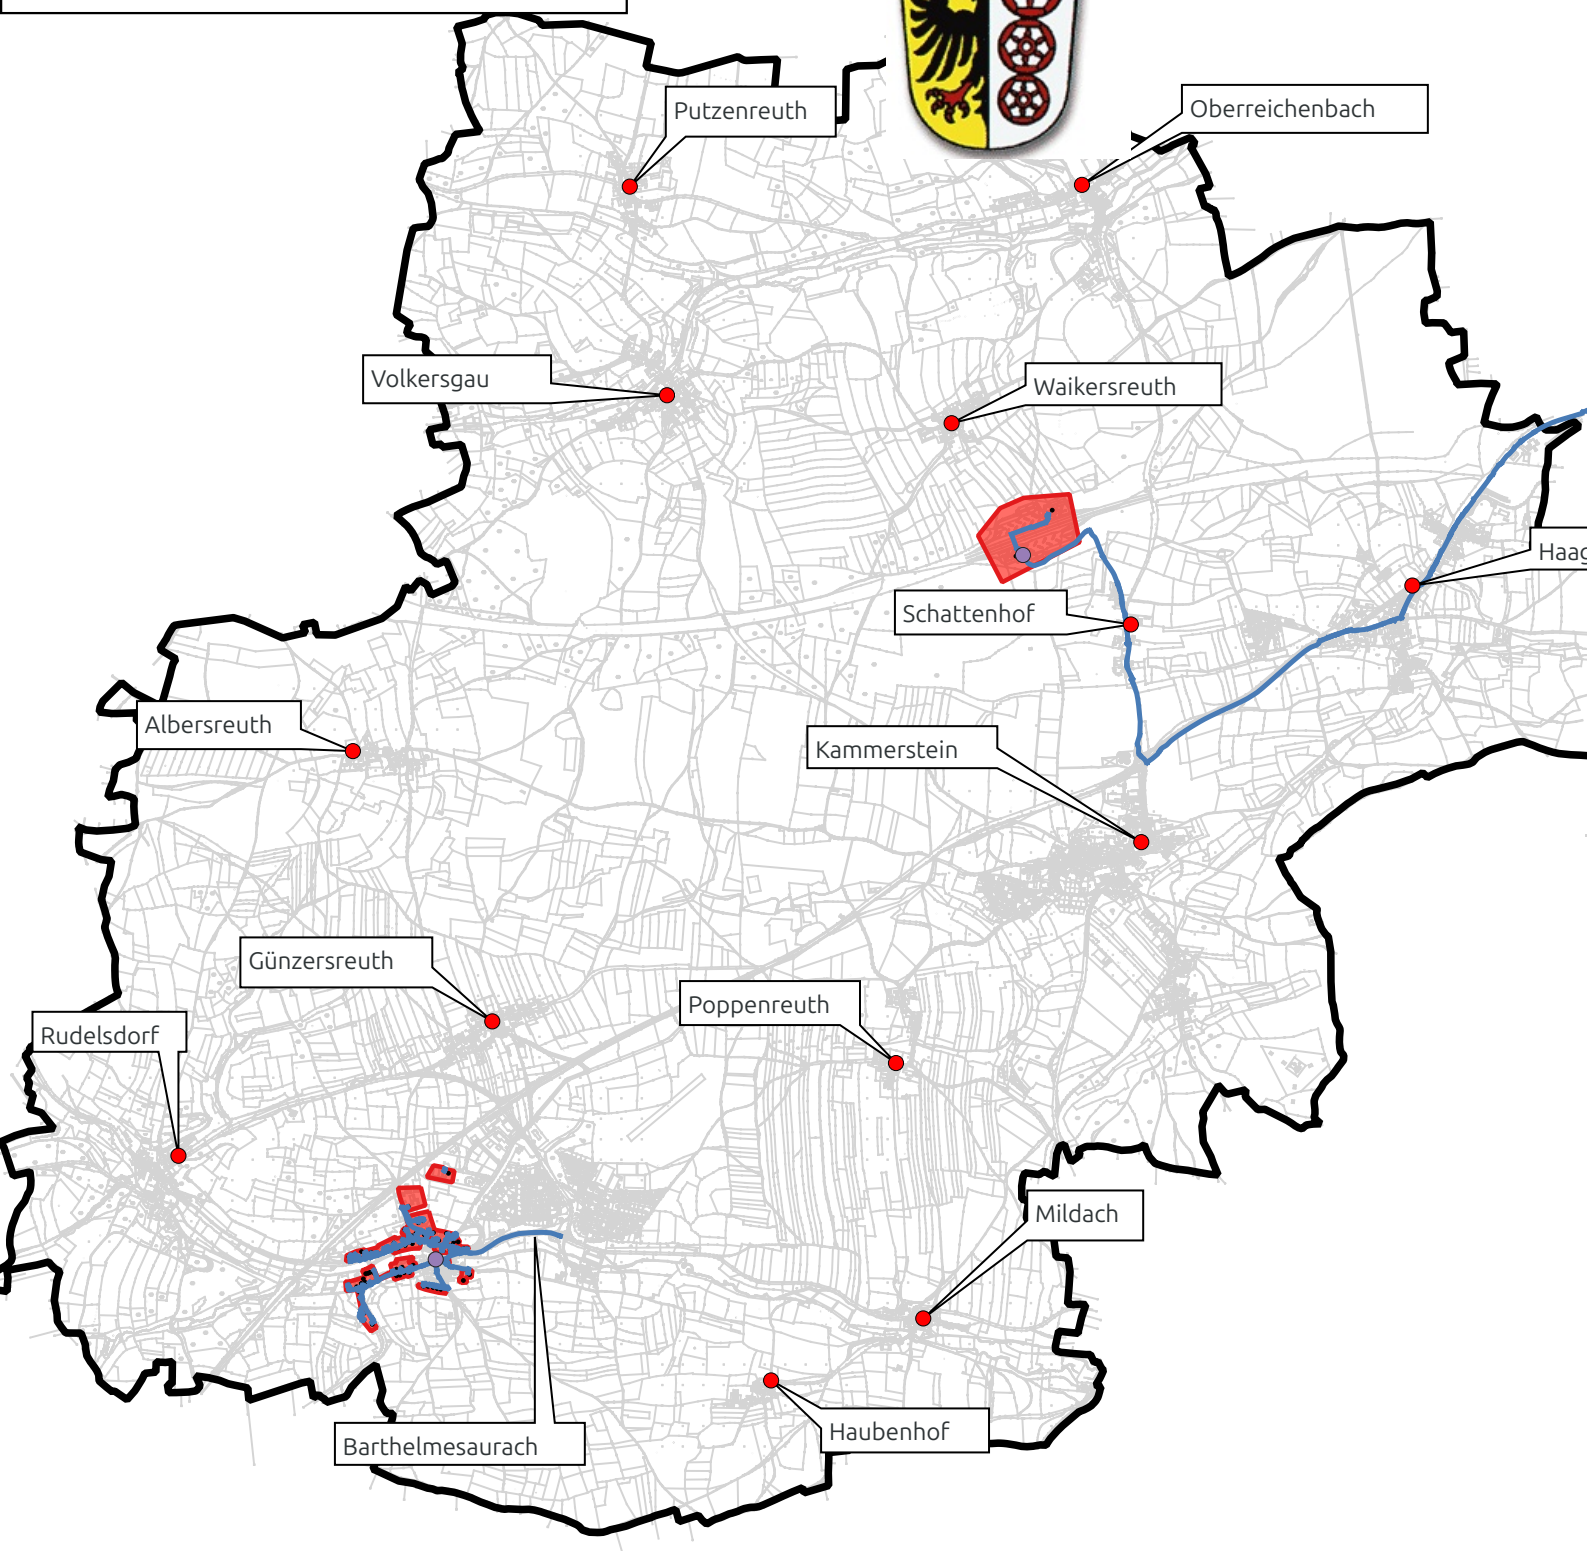 Putzenreuth
Oberreichenbach
Volkersgau
Waikersreuth
Haag
Schattenhof
Albersreuth
Kammerstein
Günzersreuth
Poppenreuth
Rudelsdorf
Mildach
Haubenhof
Barthelmesaurach